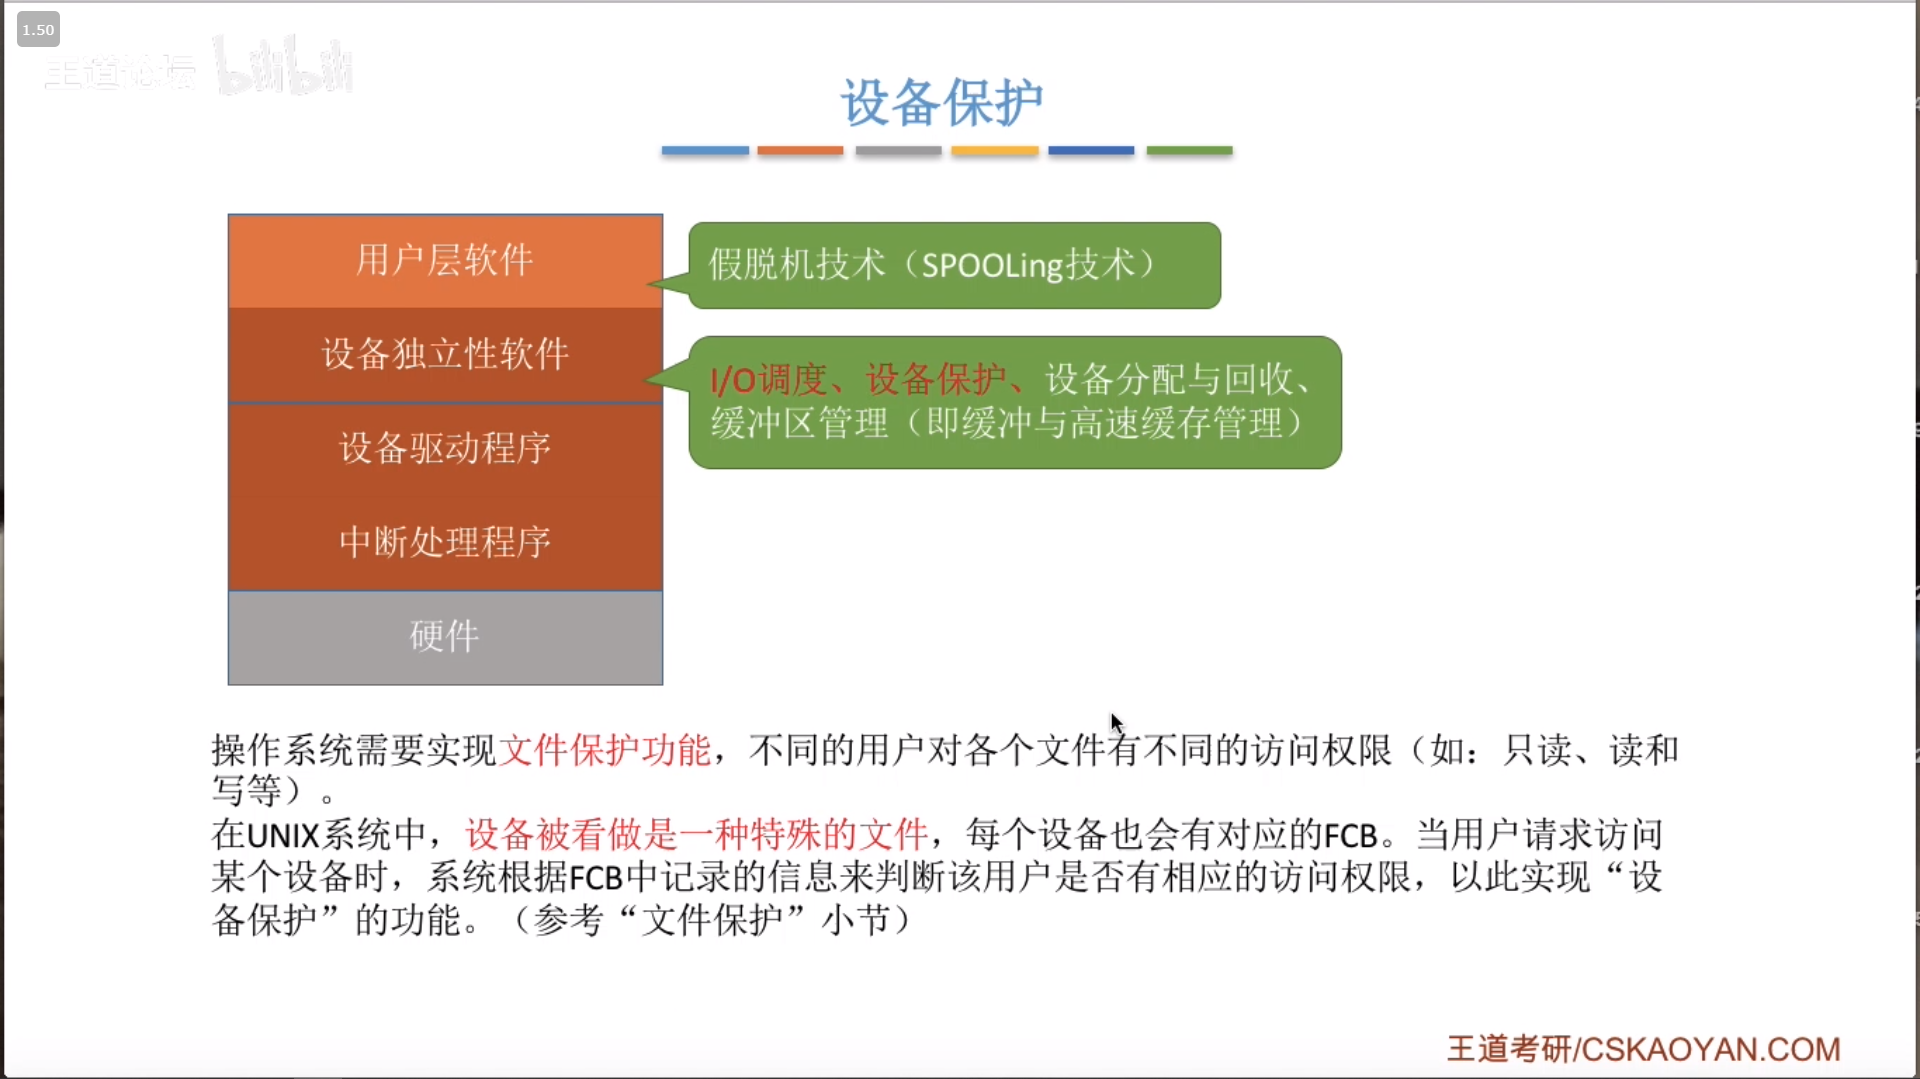 1.50
王道论坛 bilibili
设备保护
用户层软件
假脱机技术（SPOOLing技术）
设备独立性软件
I/O调度、设备保护、设备分配与回收、
缓冲区管理（即缓冲与高速缓存管理）
设备驱动程序
中断处理程序
硬件
操作系统需要实现文件保护功能，不同的用户对各个文件有不同的访问权限（如：只读、读和
写等）。
在UNIX系统中，设备被看做是一种特殊的文件，每个设备也会有对应的FCB。当用户请求访问
某个设备时，系统根据FCB中记录的信息来判断该用户是否有相应的访问权限，以此实现“设
备保护”的功能。（参考“文件保护”小节）
王道考研/CSKAOYAN.COM